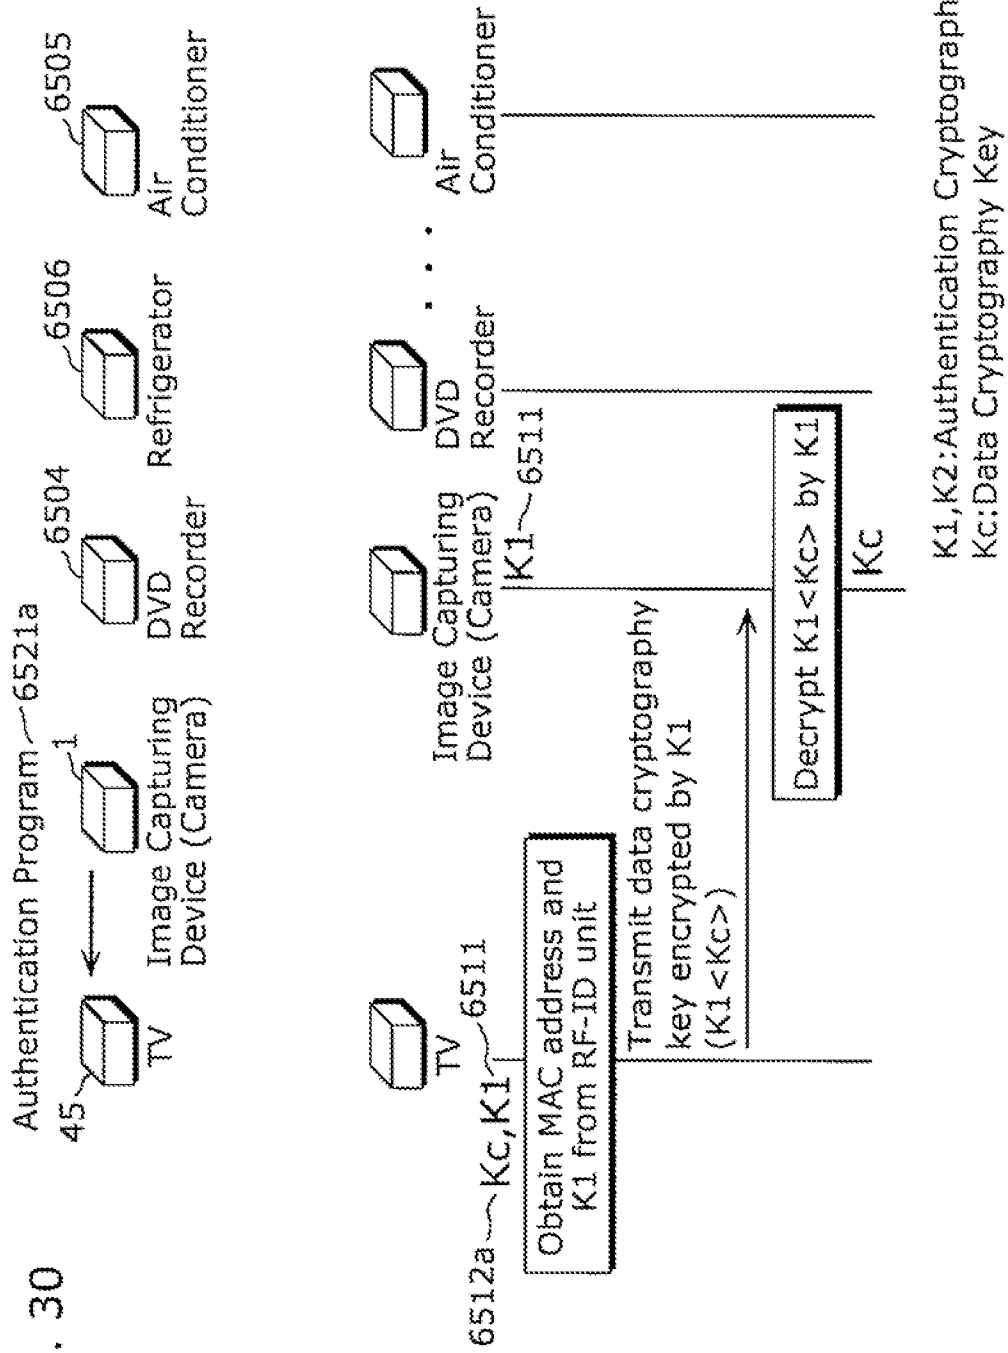 . 30
Authentication Program 6521a
45
1
6504
6506
6505
TV
Image Capturing
Device (Camera)
DVD
Recorder
Refrigerator
Air
Conditioner
TV
Image Capturing
Device (Camera)
DVD
Recorder
. . .
Air
Conditioner
6512a Kc,K1 6511
K1 6511
Obtain MAC address and
K1 from RF-ID unit
Transmit data cryptography
key encrypted by K1
(K1<Kc>)
Decrypt K1<Kc> by K1
Kc
K1,K2:Authentication Cryptograph
Kc:Data Cryptography Key